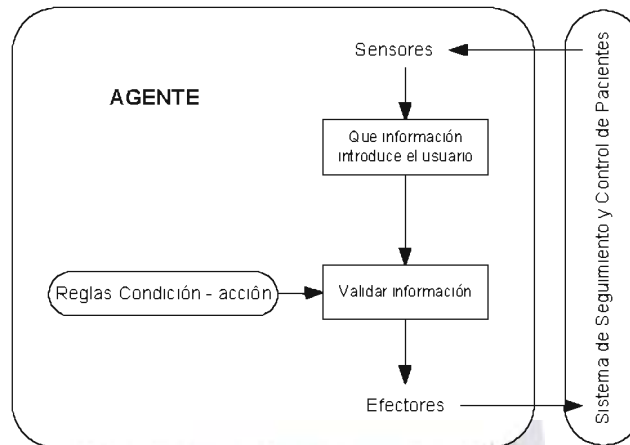 Sensores
AGENTE
Que información
introduce el usuario
Reglas Condición - acción
Validar información
Efectores
Sistema de Seguimiento y Control de Pacientes